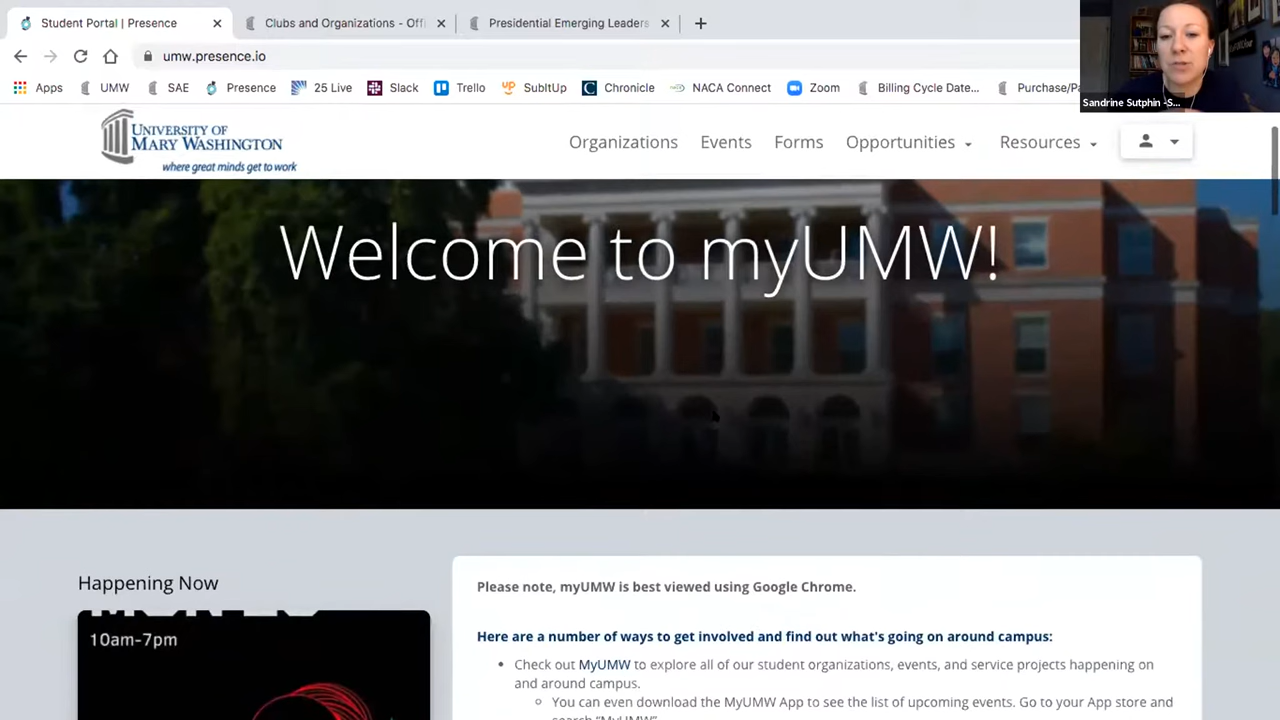 Student Portal | Presence
Clubs and Organizations - Offi
Presidential Emerging Leaders
umw.presence.io
Apps
UMW
SAE
Presence
25 Live
Slack
Trello
SubItUp
Chronicle
NACA Connect
Zoom
Billing Cycle Date...
Purchase/Pa
Sandrine Sutphin -S...
UNIVERSITY OF
MARY WASHINGTON
where great minds get to work
Organizations
Events
Forms
Opportunities
Resources
Welcome to myUMW!
Happening Now
10am-7pm
Please note, myUMW is best viewed using Google Chrome.
Here are a number of ways to get involved and find out what's going on around campus:
• Check out MyUMW to explore all of our student organizations, events, and service projects happening on
and around campus.
You can even download the MyUMW App to see the list of upcoming events. Go to your App store and
search "MyUMW"